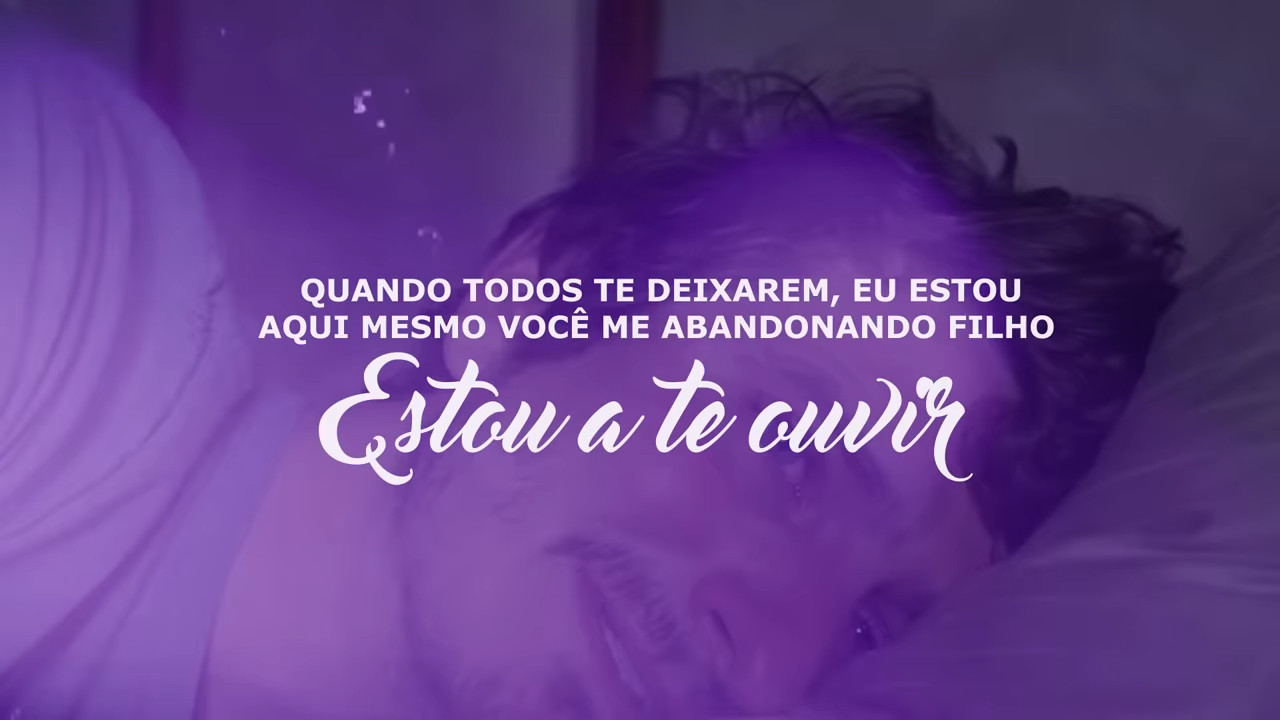 QUANDO TODOS TE DEIXAREM, EU ESTOU
AQUI MESMO VOCÊ ME ABANDONANDO FILHO
Estou a te ouvir